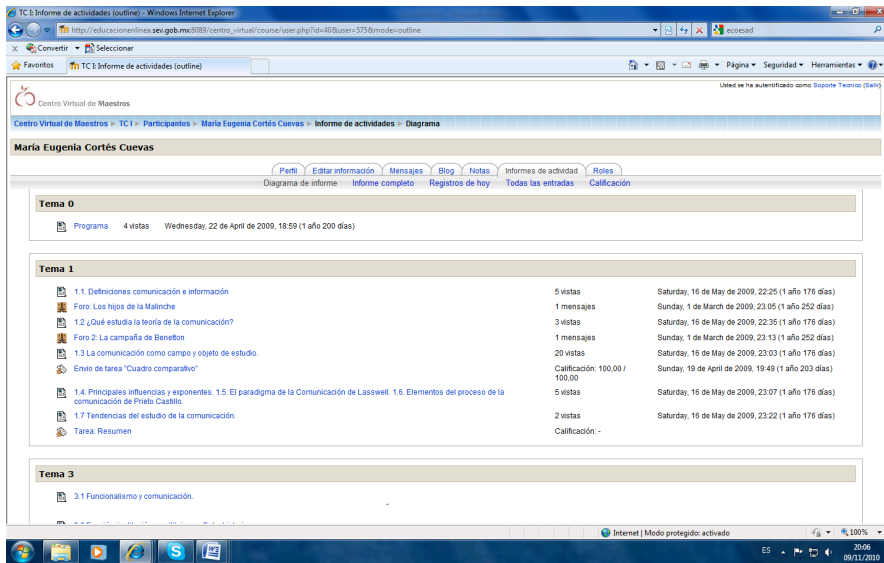 TC I: Informe de actividades (outline) - Windows Internet Explorer
http://educacionenlinea.sev.gob.mx:8089/centro_virtual/course/user.php?id=40&user=575&mode=outline
ecoesad
x Convertir Seleccionar
Favoritos TC I: Informe de actividades (outline) Página Seguridad Herramientas
Usted se ha autentificado como Soporte Tecnico (Salir)
Centro Virtual de Maestros
Centro Virtual de Maestros ► TC I ► Participantes ► María Eugenia Cortés Cuevas ► Informe de actividades ► Diagrama
María Eugenia Cortés Cuevas
Perfil Editar información Mensajes Blog Notas Informes de actividad Roles
Diagrama de informe Informe completo Registros de hoy Todas las entradas Calificación
Tema 0
Programa 4 vistas Wednesday, 22 de April de 2009, 18:59 (1 año 200 días)
Tema 1
1.1. Definiciones comunicación e información 5 vistas Saturday, 16 de May de 2009, 22:25 (1 año 176 días)
Foro: Los hijos de la Malinche 1 mensajes Sunday, 1 de March de 2009, 23:05 (1 año 252 días)
1.2 ¿Qué estudia la teoría de la comunicación? 3 vistas Saturday, 16 de May de 2009, 22:35 (1 año 176 días)
Foro 2: La campaña de Benetton 1 mensajes Sunday, 1 de March de 2009, 23:13 (1 año 252 días)
1.3 La comunicación como campo y objeto de estudio. 20 vistas Saturday, 16 de May de 2009, 23:03 (1 año 176 días)
Envio de tarea "Cuadro comparativo" Calificación: 100,00 / Sunday, 19 de April de 2009, 19:49 (1 año 203 días)
100,00
1.4. Principales influencias y exponentes. 1.5. El paradigma de la Comunicación de Lasswell. 1.6. Elementos del proceso de la 5 vistas Saturday, 16 de May de 2009, 23:07 (1 año 176 días)
comunicación de Prieto Castillo.
1.7 Tendencias del estudio de la comunicación. 2 vistas Saturday, 16 de May de 2009, 23:22 (1 año 176 días)
Tarea: Resumen Calificación: -
Tema 3
3.1 Funcionalismo y comunicación.
-
Internet | Modo protegido: activado 100%
ES 20:06
09/11/2010